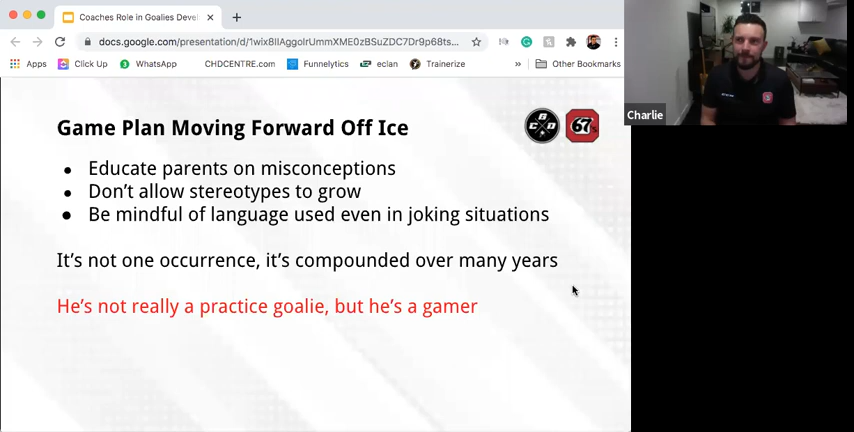 Coaches Role in Goalies Devel
docs.google.com/presentation/d/1wix8IIAggolrUmmXME0zBSuZDC7Dr9p68ts...
Apps
Click Up
WhatsApp
CHDCENTRE.com
Funnelytics
eclan
Trainerize
»
Other Bookmarks
Charlie
Game Plan Moving Forward Off Ice
67's
• Educate parents on misconceptions
• Don't allow stereotypes to grow
• Be mindful of language used even in joking situations
It's not one occurrence, it's compounded over many years
He's not really a practice goalie, but he's a gamer